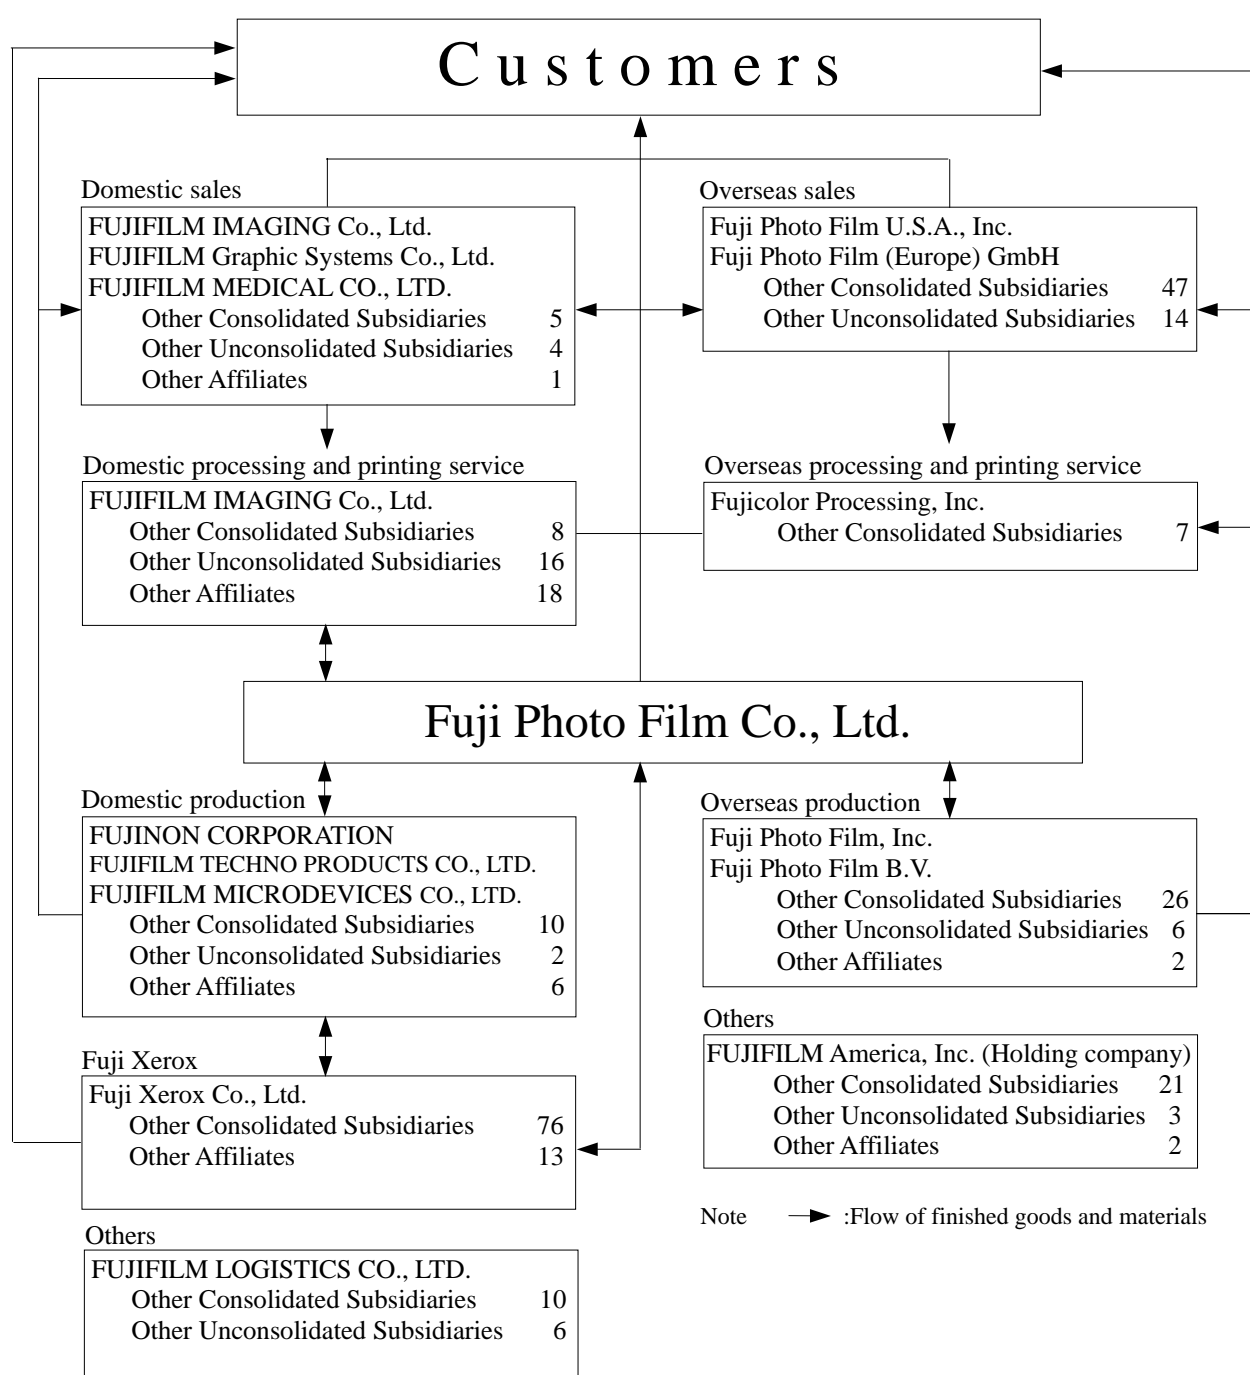 Customers
Domestic sales
FUJIFILM IMAGING Co., Ltd.
FUJIFILM Graphic Systems Co., Ltd.
FUJIFILM MEDICAL CO., LTD.
Other Consolidated Subsidiaries 5
Other Unconsolidated Subsidiaries 4
Other Affiliates 1
Overseas sales
Fuji Photo Film U.S.A., Inc.
Fuji Photo Film (Europe) GmbH
Other Consolidated Subsidiaries 47
Other Unconsolidated Subsidiaries 14
Domestic processing and printing service
FUJIFILM IMAGING Co., Ltd.
Other Consolidated Subsidiaries 8
Other Unconsolidated Subsidiaries 16
Other Affiliates 18
Overseas processing and printing service
Fujicolor Processing, Inc.
Other Consolidated Subsidiaries 7
Fuji Photo Film Co., Ltd.
Domestic production
FUJINON CORPORATION
FUJIFILM TECHNO PRODUCTS CO., LTD.
FUJIFILM MICRODEVICES CO., LTD.
Other Consolidated Subsidiaries 10
Other Unconsolidated Subsidiaries 2
Other Affiliates 6
Overseas production
Fuji Photo Film, Inc.
Fuji Photo Film B.V.
Other Consolidated Subsidiaries 26
Other Unconsolidated Subsidiaries 6
Other Affiliates 2
Fuji Xerox
Fuji Xerox Co., Ltd.
Other Consolidated Subsidiaries 76
Other Affiliates 13
Others
FUJIFILM America, Inc. (Holding company)
Other Consolidated Subsidiaries 21
Other Unconsolidated Subsidiaries 3
Other Affiliates 2
Note :Flow of finished goods and materials
Others
FUJIFILM LOGISTICS CO., LTD.
Other Consolidated Subsidiaries 10
Other Unconsolidated Subsidiaries 6